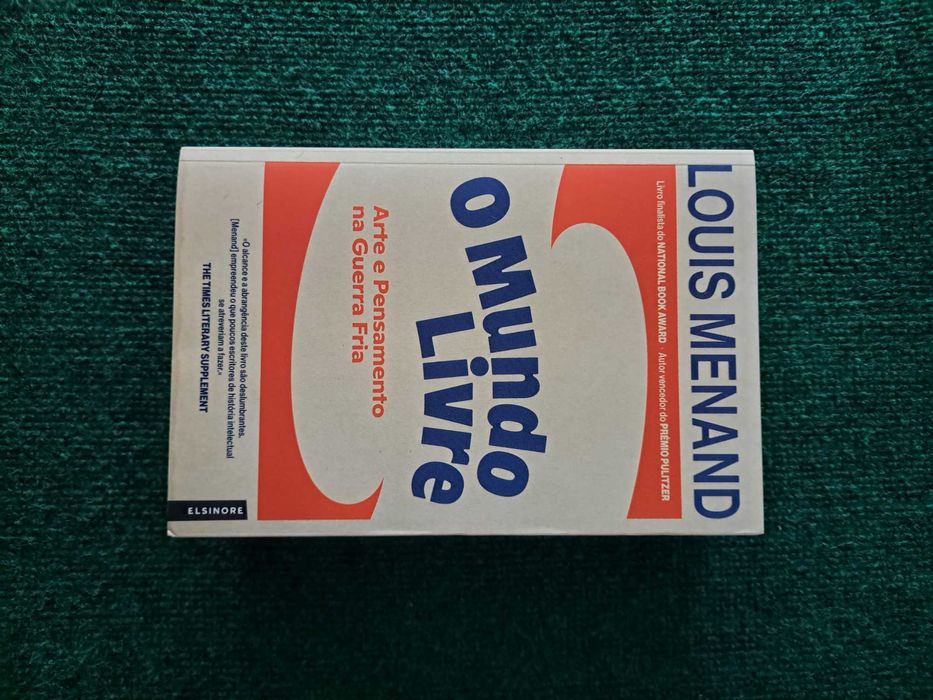 LOUIS MENAND
Livro finalista do NATIONAL BOOK AWARD · Autor vencedor do PRÉMIO PULITZER
O Mundo
Livre
Arte e Pensamento
na Guerra Fria
«O alcance e a abrangência deste livro são deslumbrantes.
[Menand] empreendeu o que poucos escritores de história intelectual
se atreveriam a fazer.»
THE TIMES LITERARY SUPPLEMENT
ELSINORE